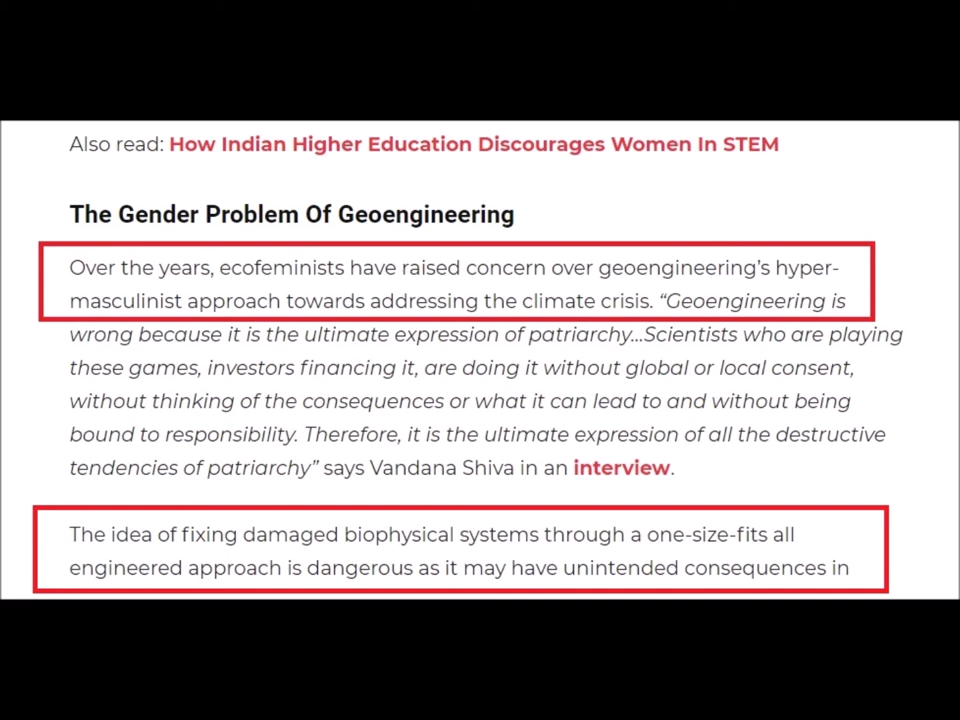 Also read: How Indian Higher Education Discourages Women In STEM
The Gender Problem Of Geoengineering
Over the years, ecofeminists have raised concern over geoengineering’s hyper-
masculinist approach towards addressing the climate crisis. “Geoengineering is
wrong because it is the ultimate expression of patriarchy...Scientists who are playing
these games, investors financing it, are doing it without global or local consent,
without thinking of the consequences or what it can lead to and without being
bound to responsibility. Therefore, it is the ultimate expression of all the destructive
tendencies of patriarchy” says Vandana Shiva in an interview.
The idea of fixing damaged biophysical systems through a one-size-fits all
engineered approach is dangerous as it may have unintended consequences in